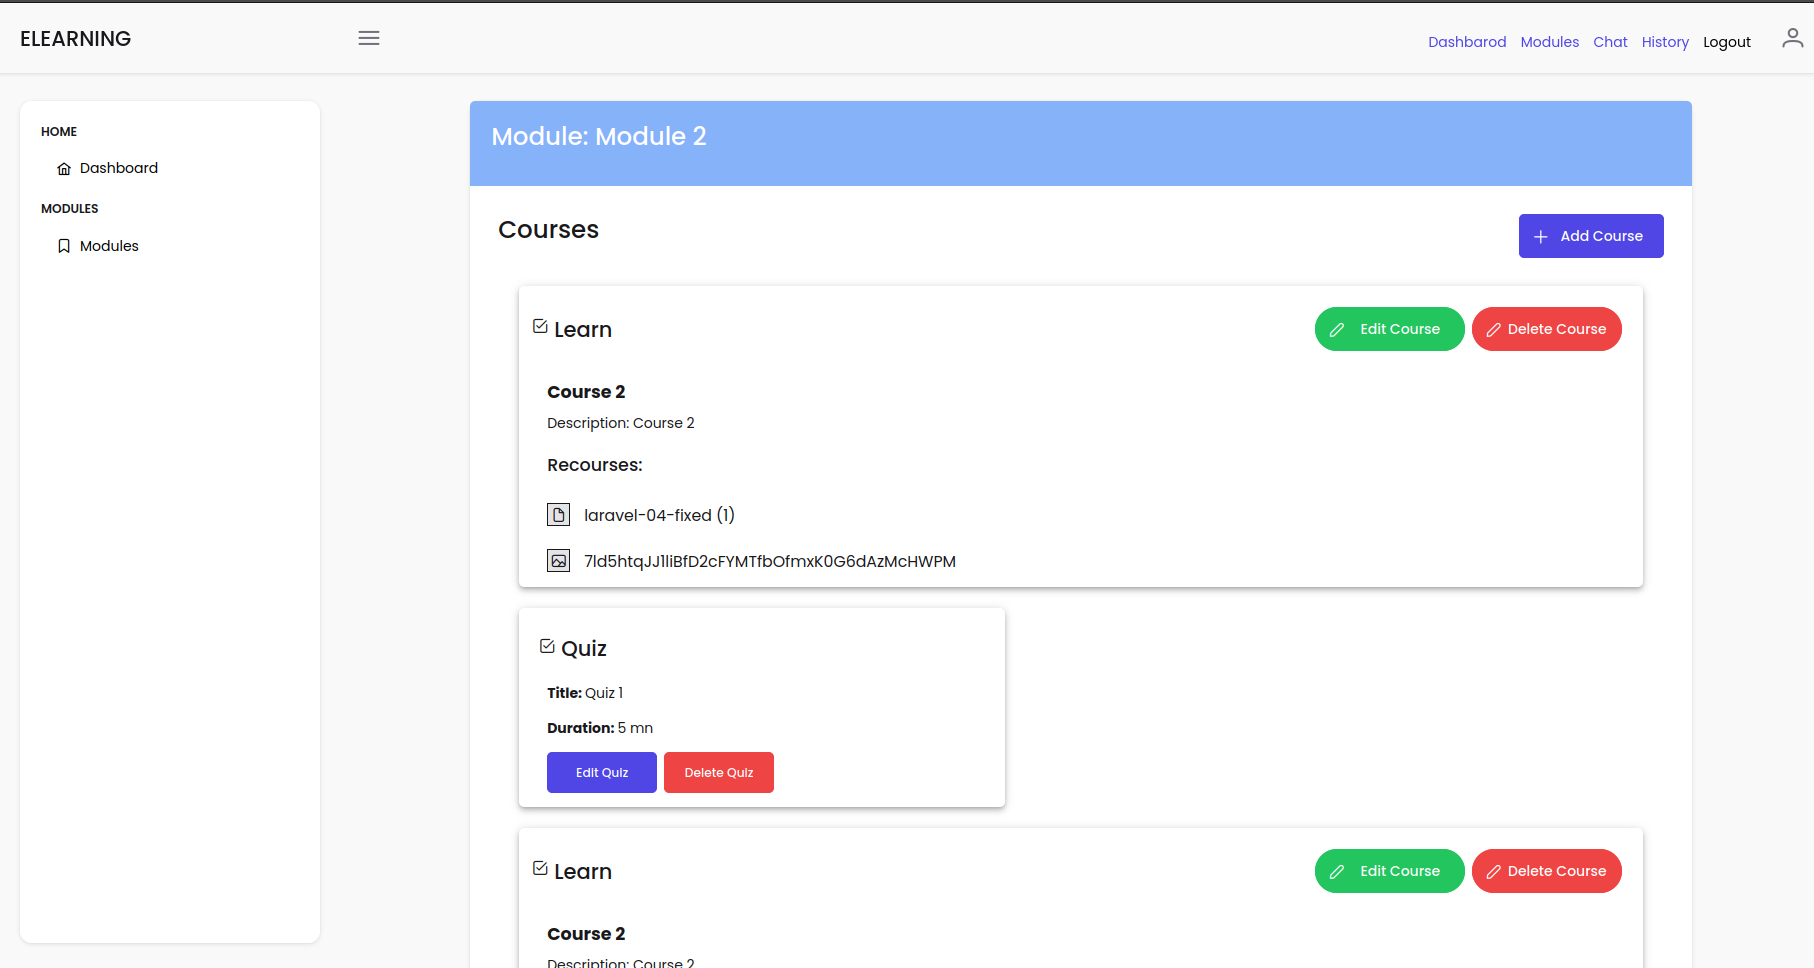 ELEARNING
Dashbarod Modules Chat History Logout
HOME
Dashboard
MODULES
Modules
Module: Module 2
Courses
Add Course
Learn
Edit Course Delete Course
Course 2
Description: Course 2
Recourses:
laravel-04-fixed (1)
7ld5htqJJ1liBfD2cFYMTfbOfmxK0G6dAzMcHWPM
Quiz
Title: Quiz 1
Duration: 5 mn
Edit Quiz Delete Quiz
Learn
Edit Course Delete Course
Course 2
Description: Course 2